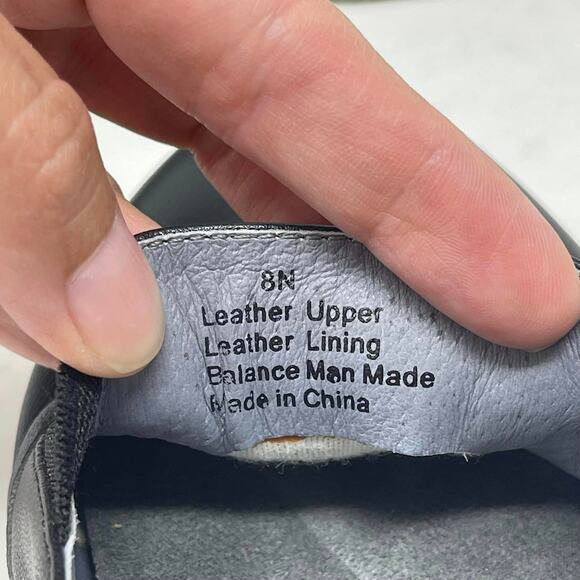 8N
Leather Upper
Leather Lining
Balance Man Made
Made in China